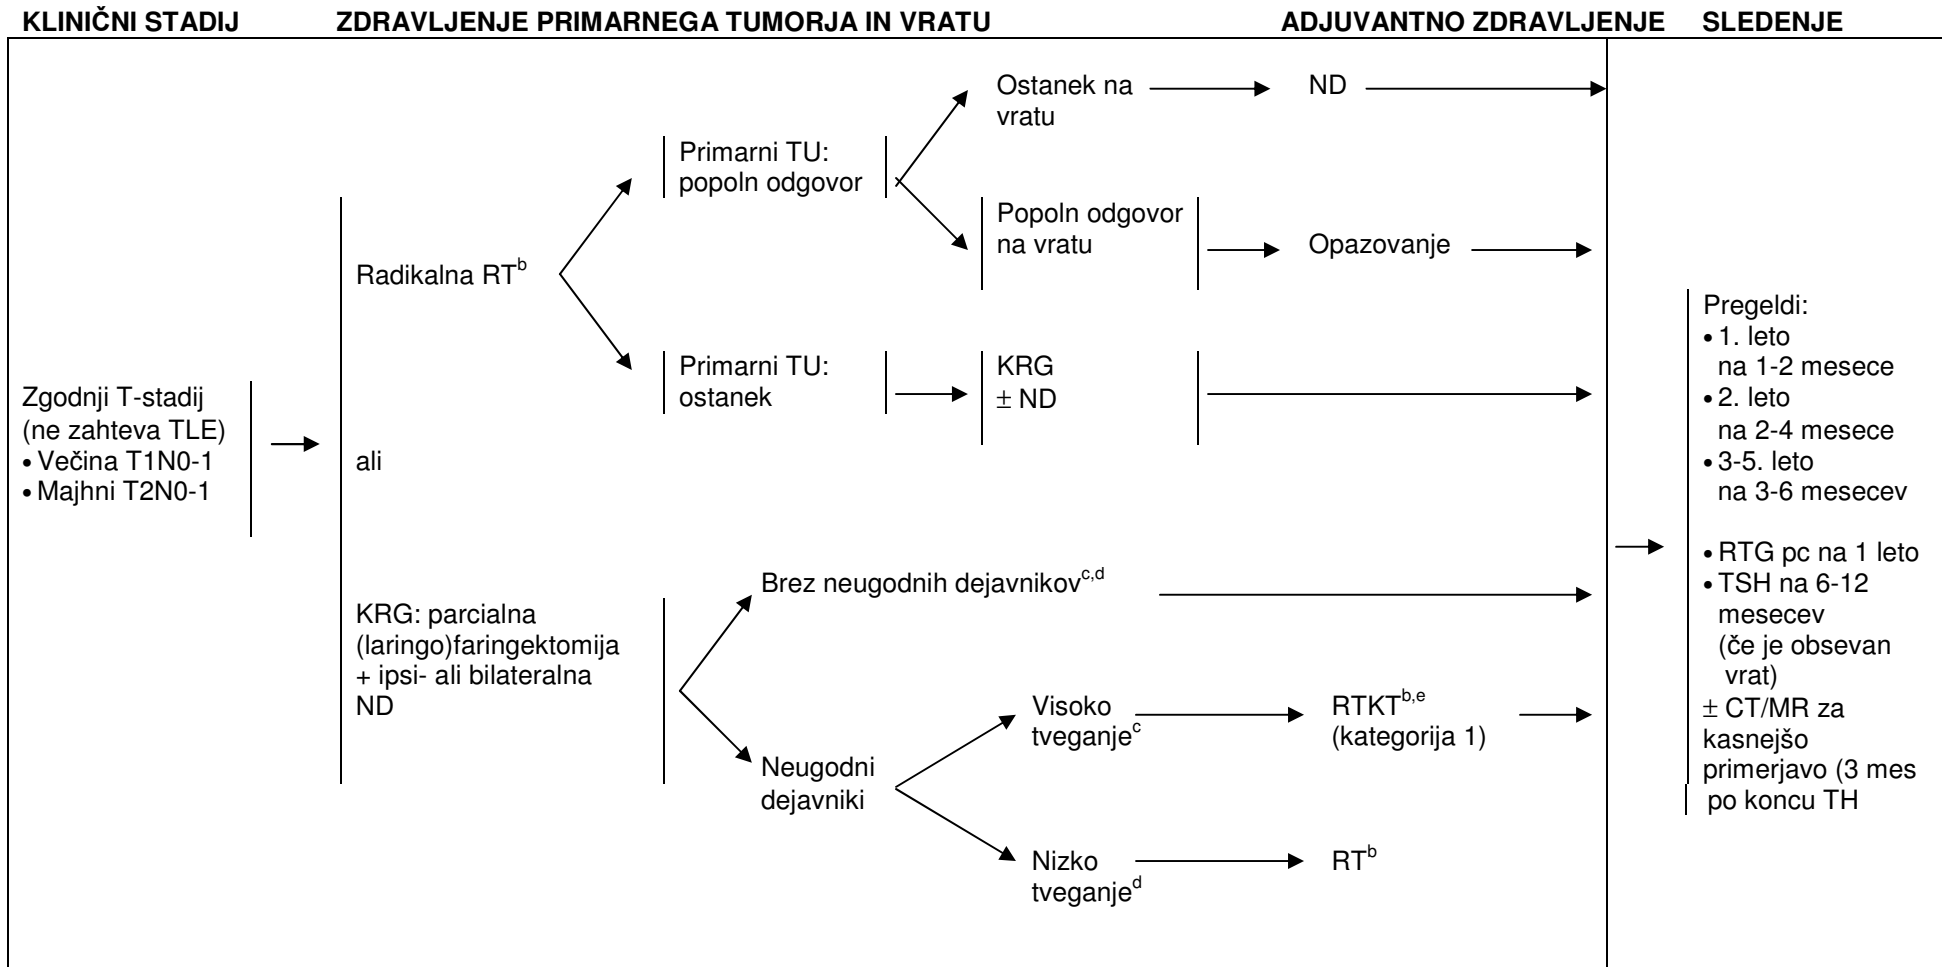 KLINIČNI STADIJ
ZDRAVLJENJE PRIMARNEGA TUMORJA IN VRATU
ADJUVANTNO ZDRAVLJENJE
SLEDENJE
Zgodnji T-stadij
(ne zahteva TLE)
• Večina T1N0-1
• Majhni T2N0-1
Radikalna RTb
ali
KRG: parcialna
(laringo)faringektomija
+ ipsi- ali bilateralna
ND
Primarni TU:
popoln odgovor
Primarni TU:
ostanek
Ostanek na
vratu
ND
Popoln odgovor
na vratu
Opazovanje
KRG
± ND
Brez neugodnih dejavnikovc,d
Neugodni
dejavniki
Visoko
tveganjec
RTKTb,e
(kategorija 1)
Nizko
tveganjed
RTb
Pregeldi:
• 1. leto
na 1-2 mesece
• 2. leto
na 2-4 mesece
• 3-5. leto
na 3-6 mesecev
• RTG pc na 1 leto
• TSH na 6-12
mesecev
(če je obsevan
vrat)
± CT/MR za
kasnejšo
primerjavo (3 mes
po koncu TH